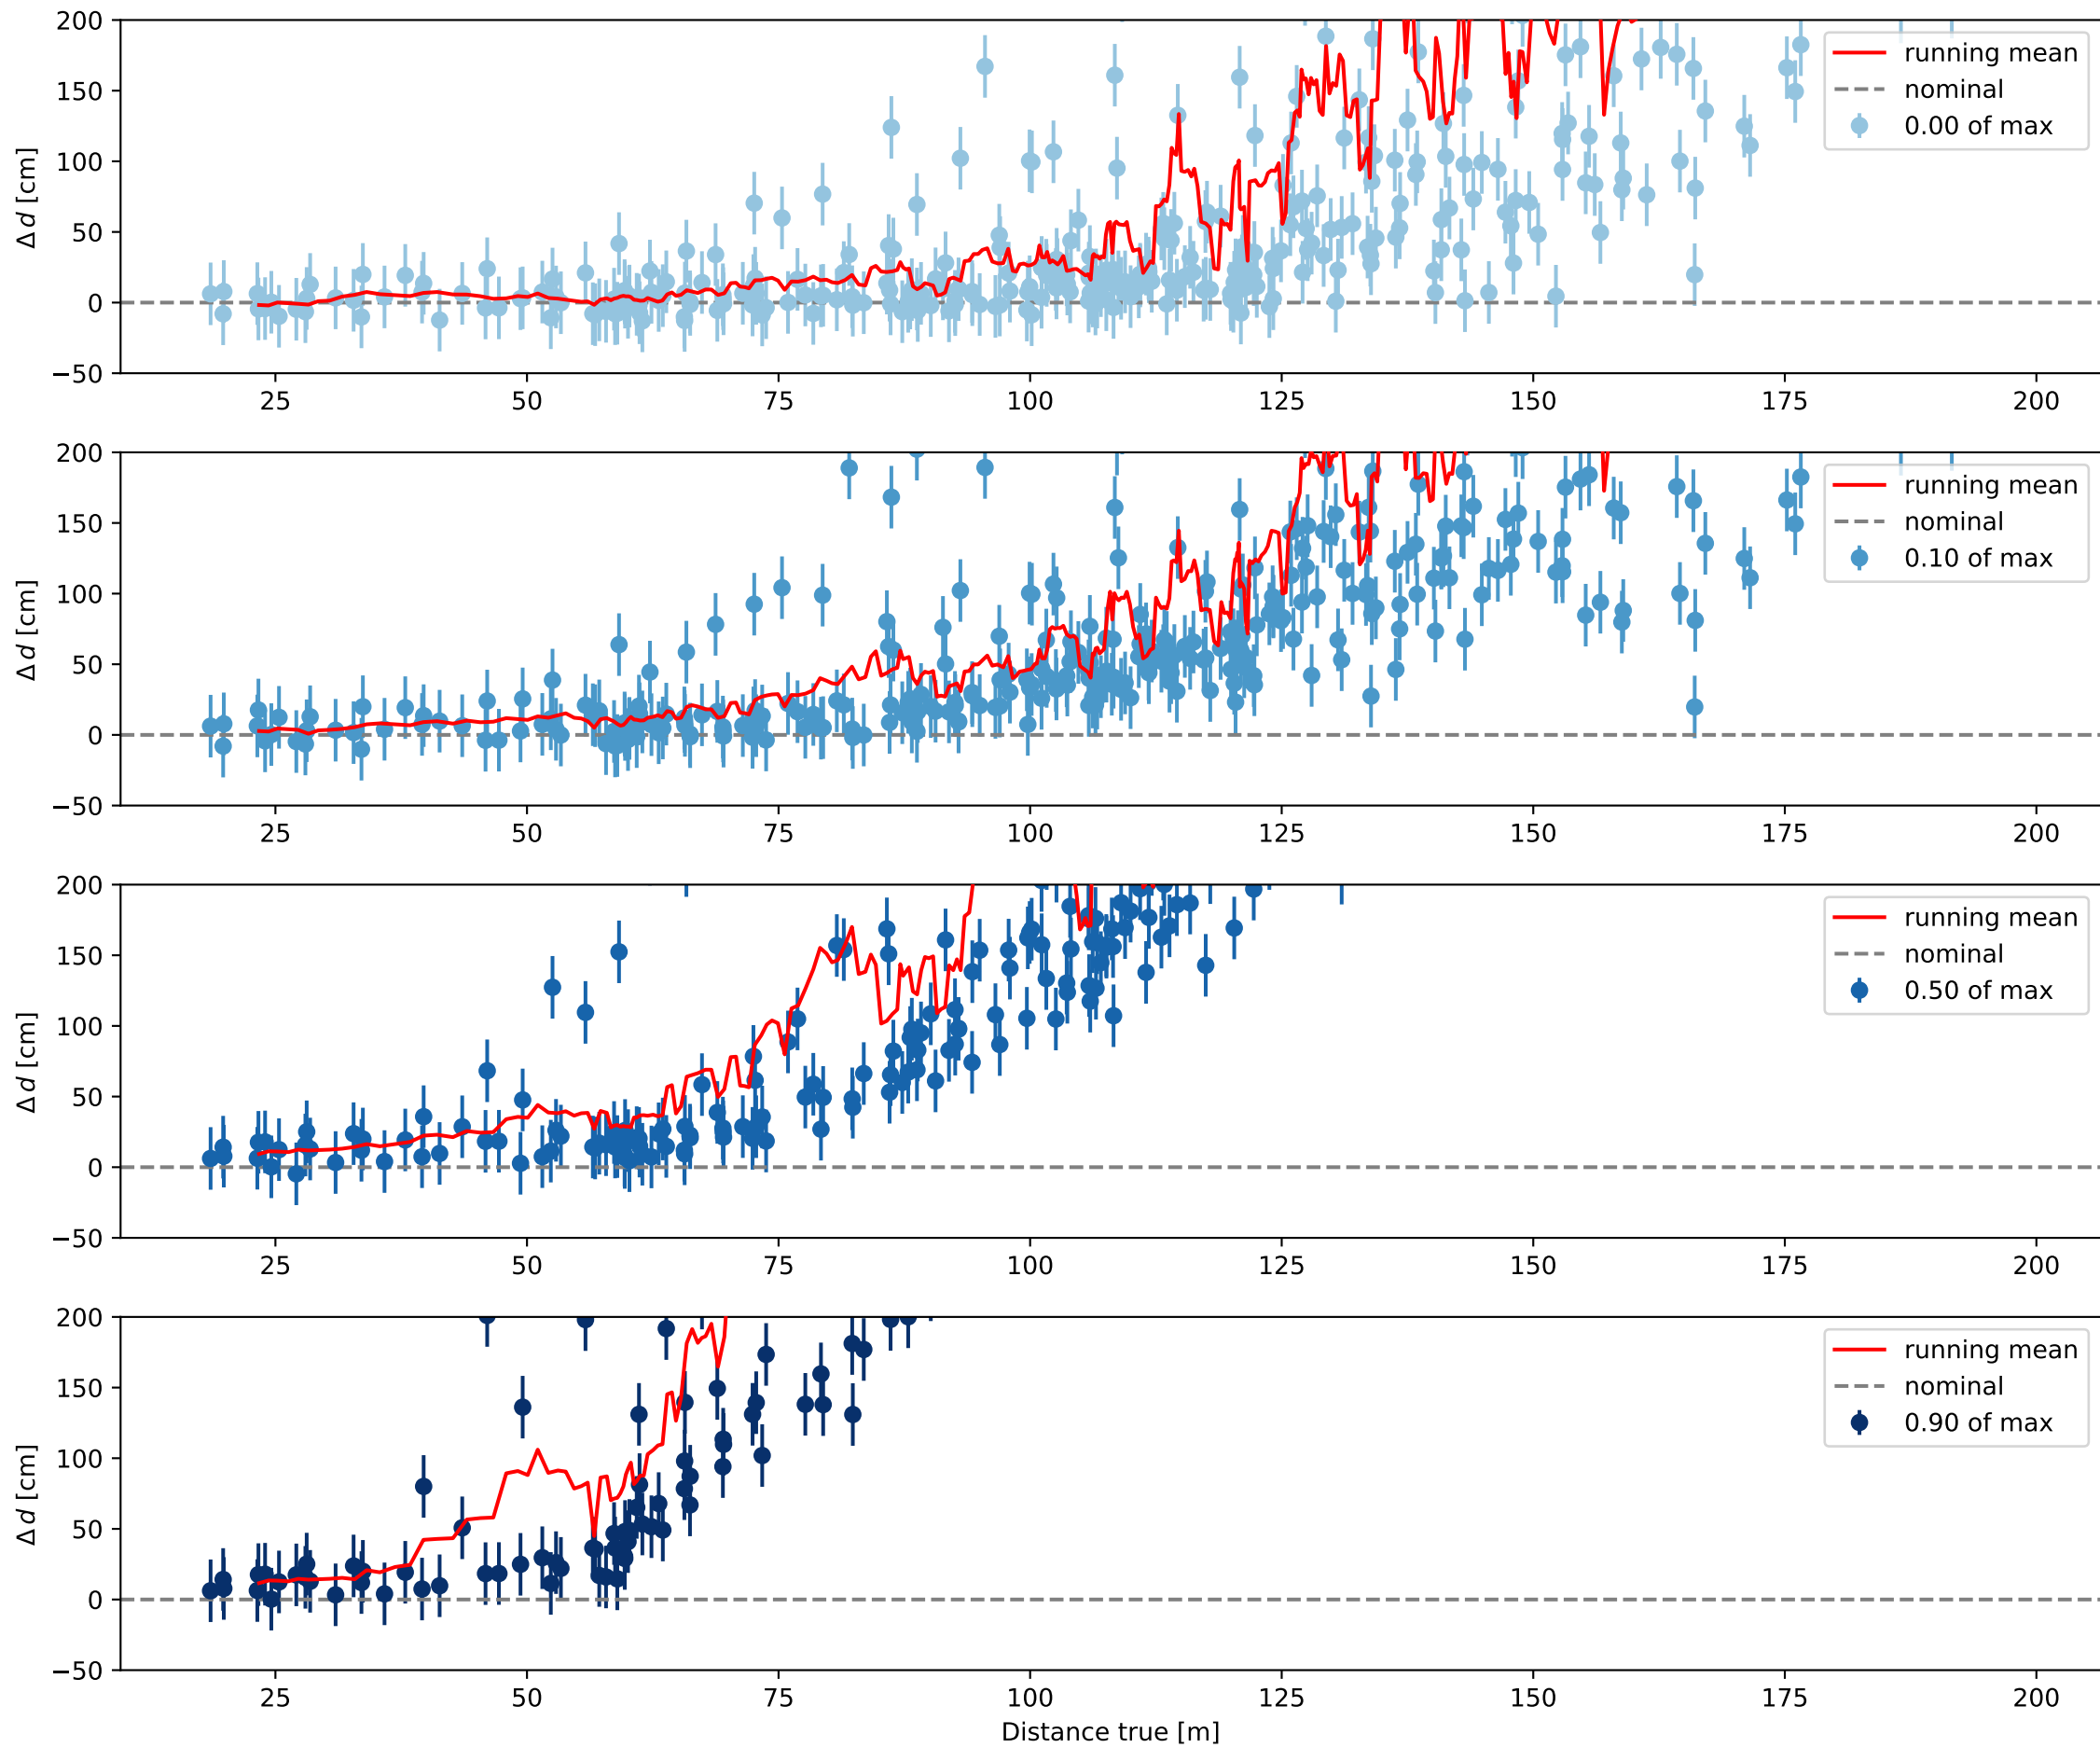 200
150
100
50
0
−50
Δd [cm]
running mean
nominal
0.00 of max
25 50 75 100 125 150 175 200
200
150
100
50
0
−50
Δd [cm]
running mean
nominal
0.10 of max
25 50 75 100 125 150 175 200
200
150
100
50
0
−50
Δd [cm]
running mean
nominal
0.50 of max
25 50 75 100 125 150 175 200
200
150
100
50
0
−50
Δd [cm]
running mean
nominal
0.90 of max
25 50 75 100 125 150 175 200
Distance true [m]